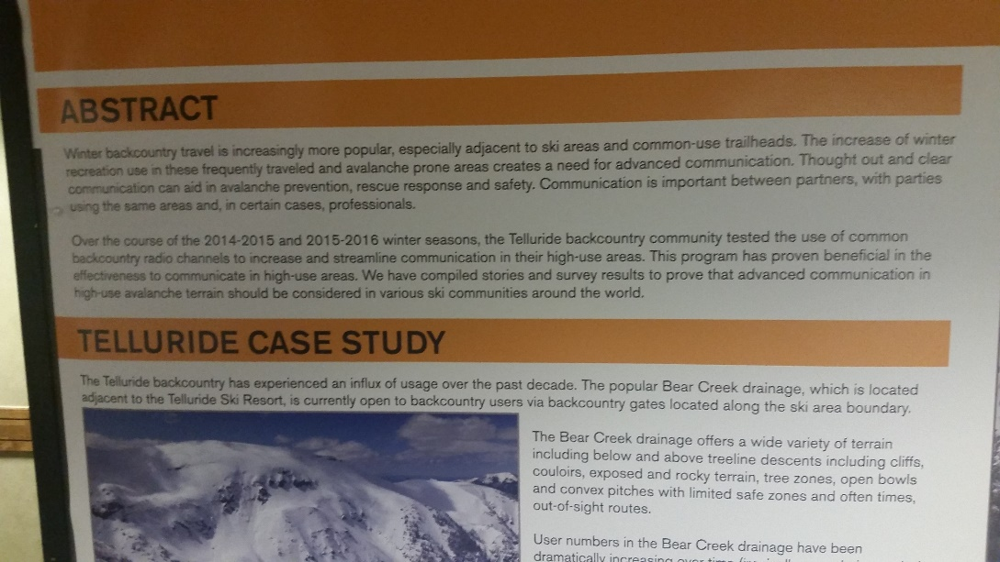 ABSTRACT
Winter backcountry travel is increasingly more popular, especially adjacent to ski areas and common-use trailheads. The increase of winter
recreation use in these frequently traveled and avalanche prone areas creates a need for advanced communication. Thought out and clear
communication can aid in avalanche prevention, rescue response and safety. Communication is important between partners, with parties
using the same areas and, in certain cases, professionals.
Over the course of the 2014-2015 and 2015-2016 winter seasons, the Telluride backcountry community tested the use of common
backcountry radio channels to increase and streamline communication in their high-use areas. This program has proven beneficial in the
effectiveness to communicate in high-use areas. We have compiled stories and survey results to prove that advanced communication in
high-use avalanche terrain should be considered in various ski communities around the world.
TELLURIDE CASE STUDY
The Telluride backcountry has experienced an influx of usage over the past decade. The popular Bear Creek drainage, which is located
adjacent to the Telluride Ski Resort, is currently open to backcountry users via backcountry gates located along the ski area boundary.
The Bear Creek drainage offers a wide variety of terrain
including below and above treeline descents including cliffs,
couloirs, exposed and rocky terrain, tree zones, open bowls
and convex pitches with limited safe zones and often times,
out-of-sight routes.
User numbers in the Bear Creek drainage have been
dramatically increasing over time